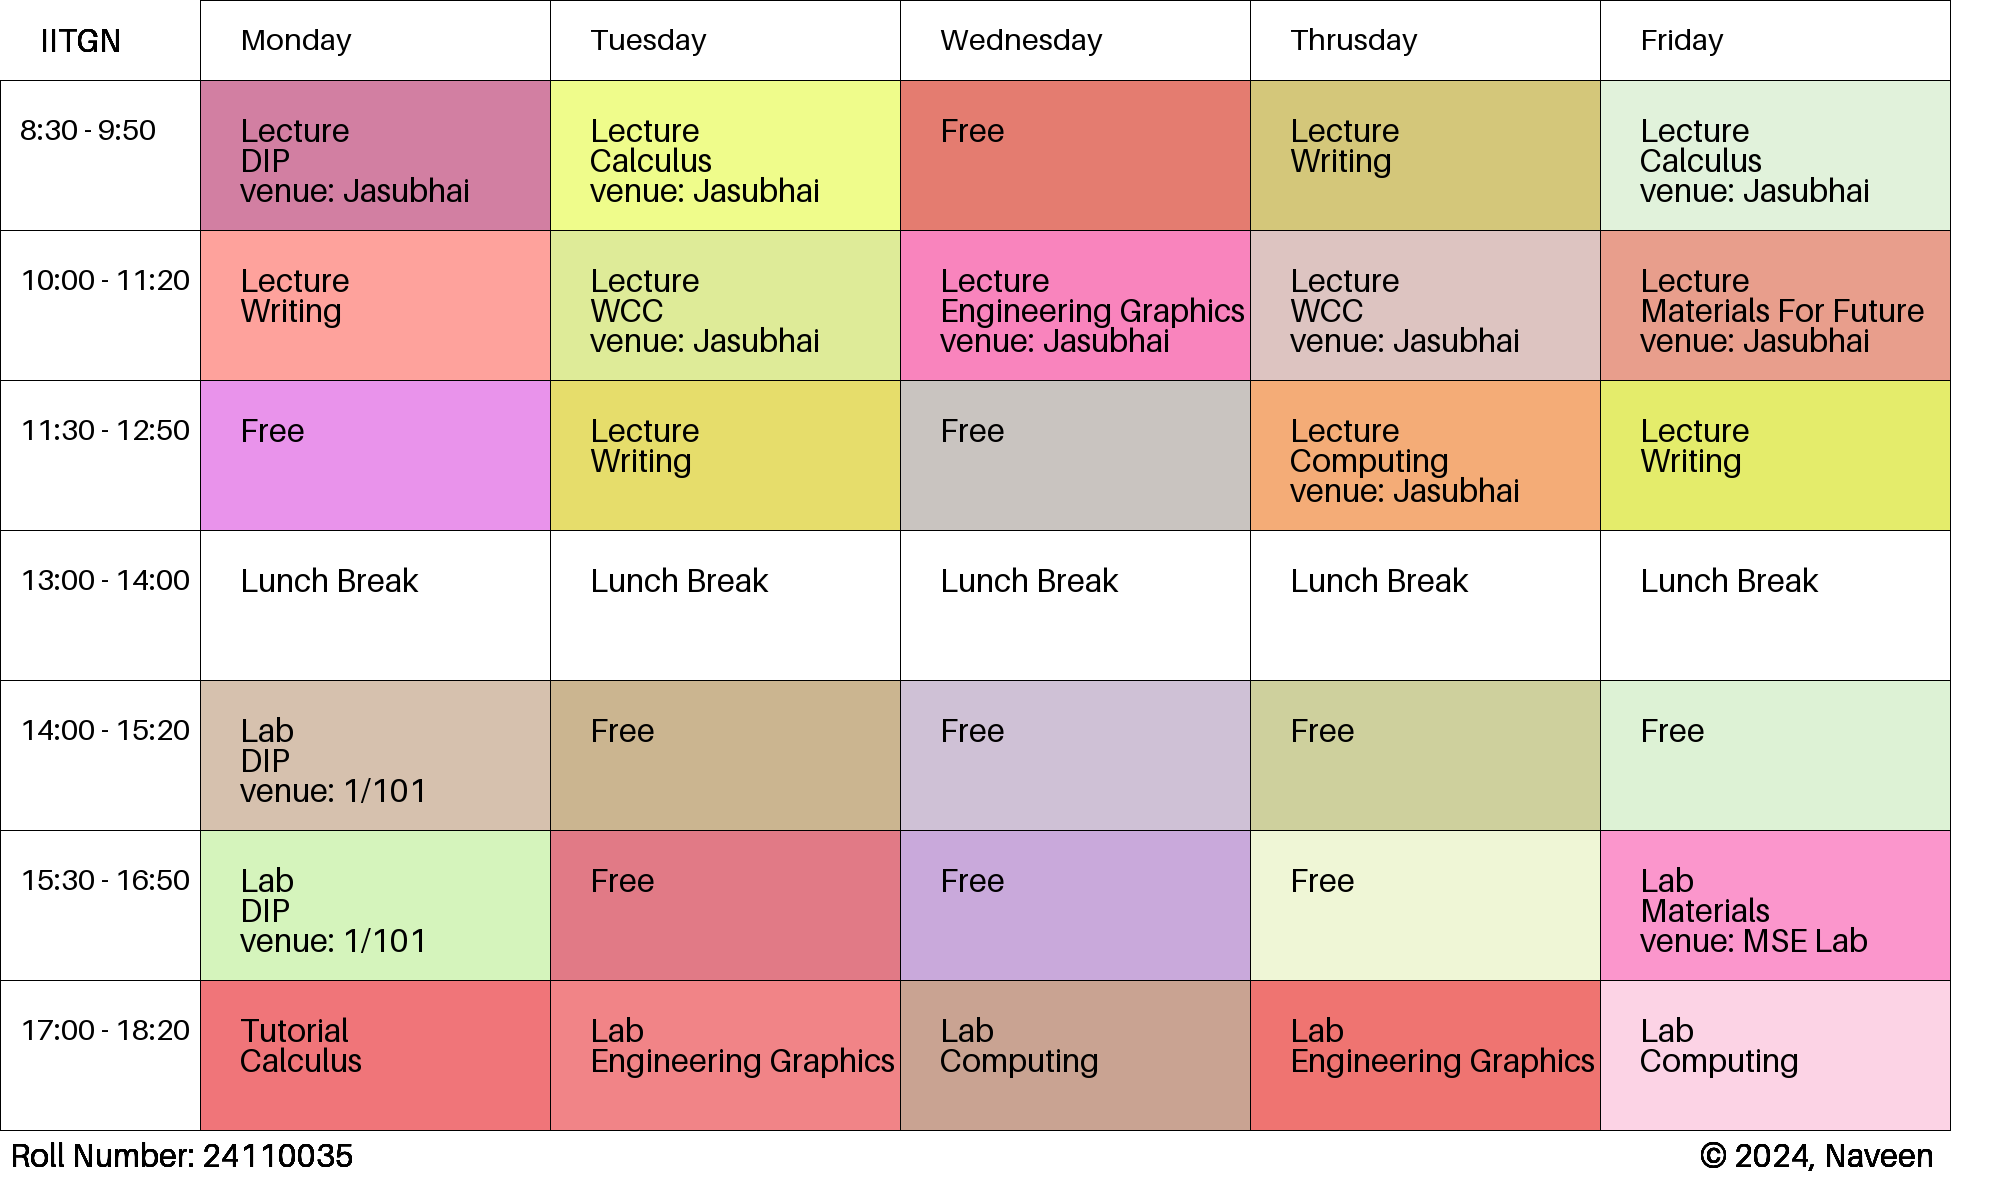 IITGN
Monday
Tuesday
Wednesday
Thrusday
Friday
8:30 - 9:50
Lecture
DIP
venue: Jasubhai
Lecture
Calculus
venue: Jasubhai
Free
Lecture
Writing
Lecture
Calculus
venue: Jasubhai
10:00 - 11:20
Lecture
Writing
Lecture
WCC
venue: Jasubhai
Lecture
Engineering Graphics
venue: Jasubhai
Lecture
WCC
venue: Jasubhai
Lecture
Materials For Future
venue: Jasubhai
11:30 - 12:50
Free
Lecture
Writing
Free
Lecture
Computing
venue: Jasubhai
Lecture
Writing
13:00 - 14:00
Lunch Break
Lunch Break
Lunch Break
Lunch Break
Lunch Break
14:00 - 15:20
Lab
DIP
venue: 1/101
Free
Free
Free
Free
15:30 - 16:50
Lab
DIP
venue: 1/101
Free
Free
Free
Lab
Materials
venue: MSE Lab
17:00 - 18:20
Tutorial
Calculus
Lab
Engineering Graphics
Lab
Computing
Lab
Engineering Graphics
Lab
Computing
Roll Number: 24110035
© 2024, Naveen